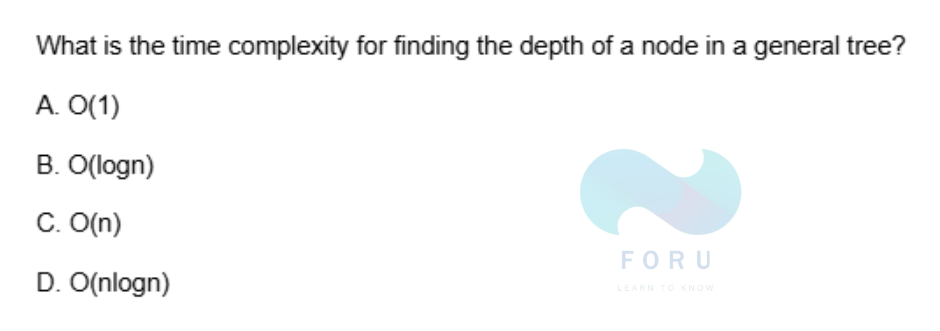 What is the time complexity for finding the depth of a node in a general tree?
A. O(1)
B. O(logn)
C. O(n)
D. O(nlogn)
FORU
LEARN TO KNOW